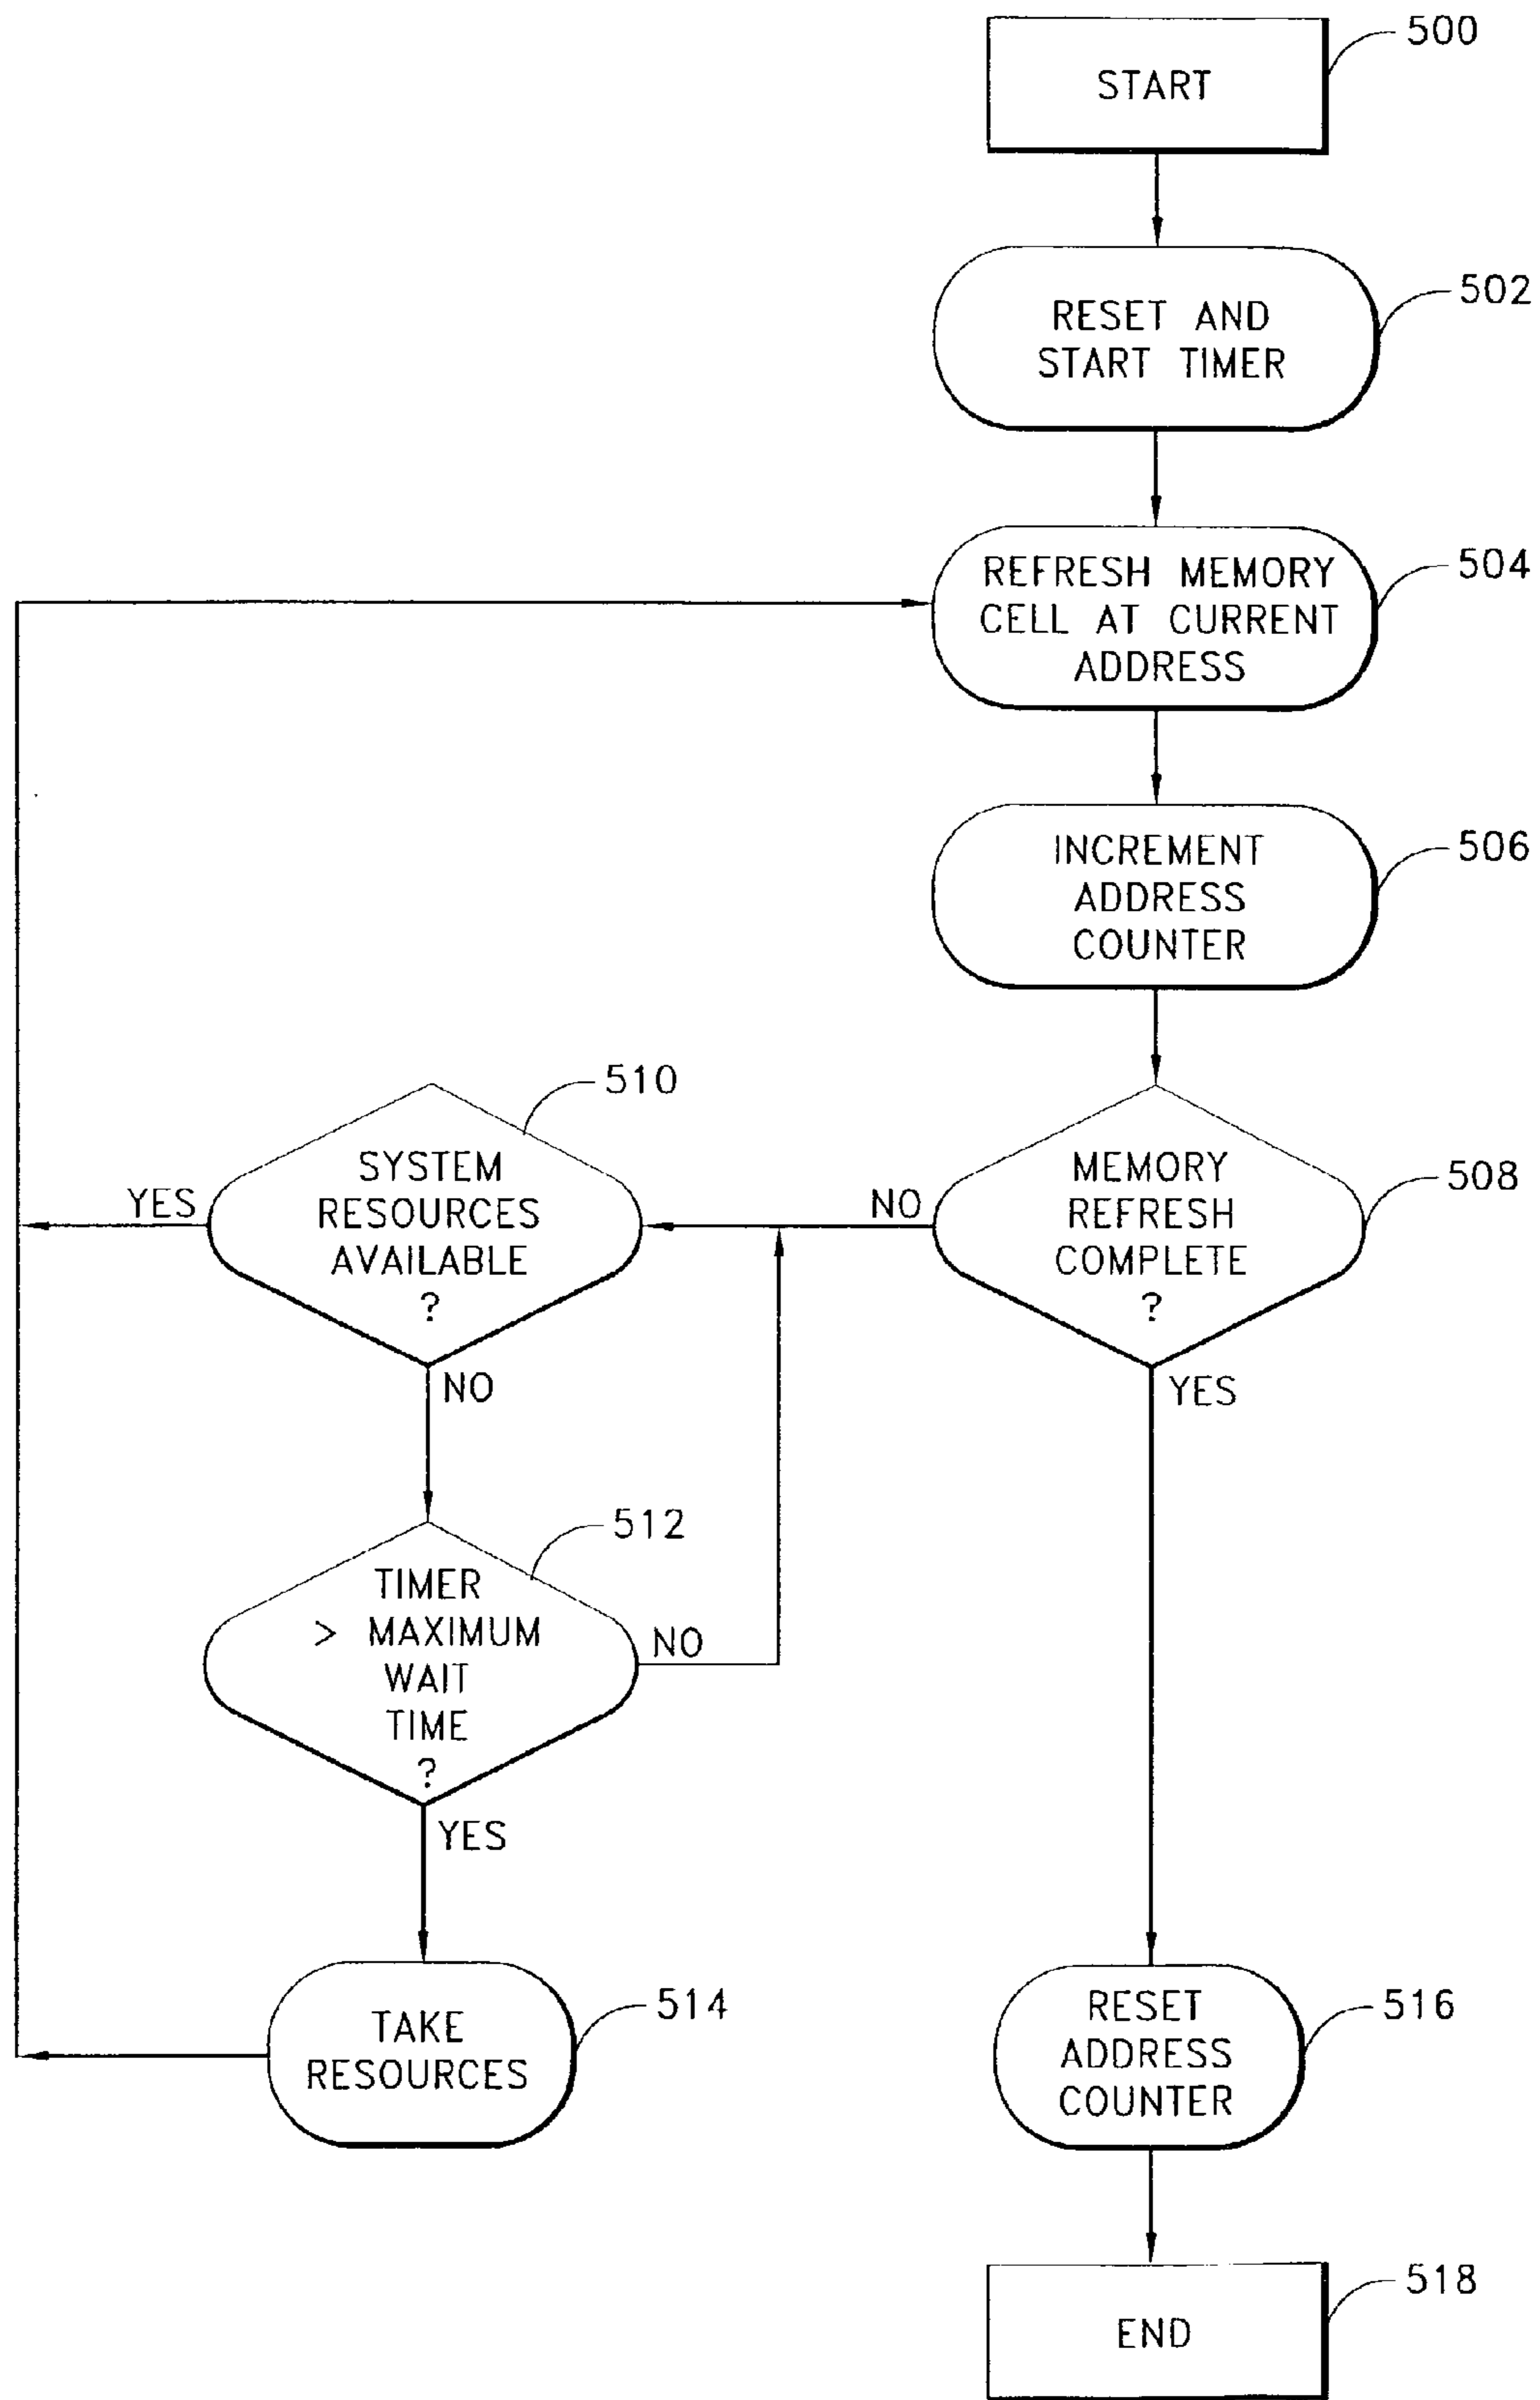 500
START
502
RESET AND
START TIMER
504
REFRESH MEMORY
CELL AT CURRENT
ADDRESS
506
INCREMENT
ADDRESS
COUNTER
510
SYSTEM
RESOURCES
AVAILABLE
?
YES
NO
508
MEMORY
REFRESH
COMPLETE
?
NO
YES
512
TIMER
> MAXIMUM
WAIT
TIME
?
NO
YES
514
TAKE
RESOURCES
516
RESET
ADDRESS
COUNTER
518
END